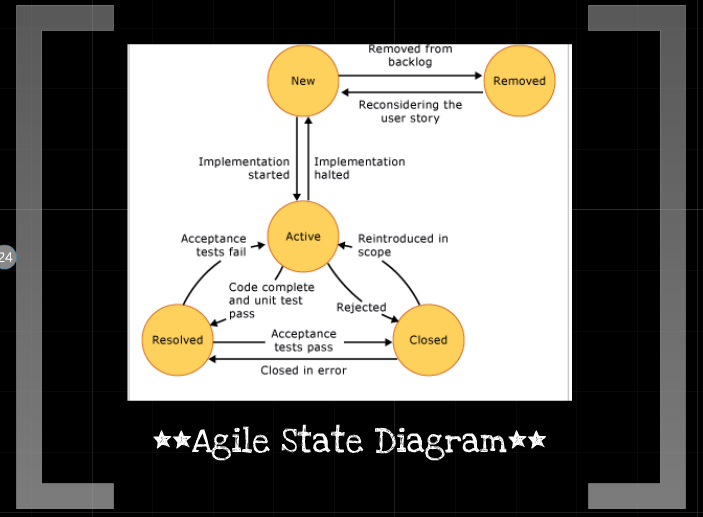 Removed from
backlog
New
Removed
Reconsidering the
user story
Implementation
started
Implementation
halted
Active
Acceptance
tests fail
Reintroduced in
scope
Code complete
and unit test
pass
Rejected
Resolved
Acceptance
tests pass
Closed
Closed in error
24
★★Agile State Diagram★★